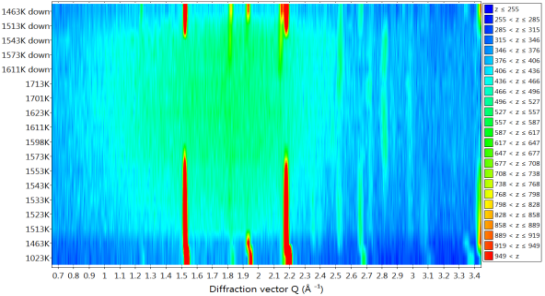 1463K down
1513K down
1543K down
1573K down
1611K down
1713K
1701K
1623K
1611K
1598K
1573K
1553K
1543K
1533K
1523K
1513K
1463K
1023K
0.7 0.8 0.9 1 1.1 1.2 1.3 1.4 1.5 1.6 1.7 1.8 1.9 2 2.1 2.2 2.3 2.4 2.5 2.6 2.7 2.8 2.9 3 3.1 3.2 3.3 3.4
Diffraction vector Q (Å ⁻¹)
z ≤ 255
255 < z ≤ 285
285 < z ≤ 315
315 < z ≤ 346
346 < z ≤ 376
376 < z ≤ 406
406 < z ≤ 436
436 < z ≤ 466
466 < z ≤ 496
496 < z ≤ 527
527 < z ≤ 557
557 < z ≤ 587
587 < z ≤ 617
617 < z ≤ 647
647 < z ≤ 677
677 < z ≤ 708
708 < z ≤ 738
738 < z ≤ 768
768 < z ≤ 798
798 < z ≤ 828
828 < z ≤ 858
858 < z ≤ 889
889 < z ≤ 919
919 < z ≤ 949
949 < z